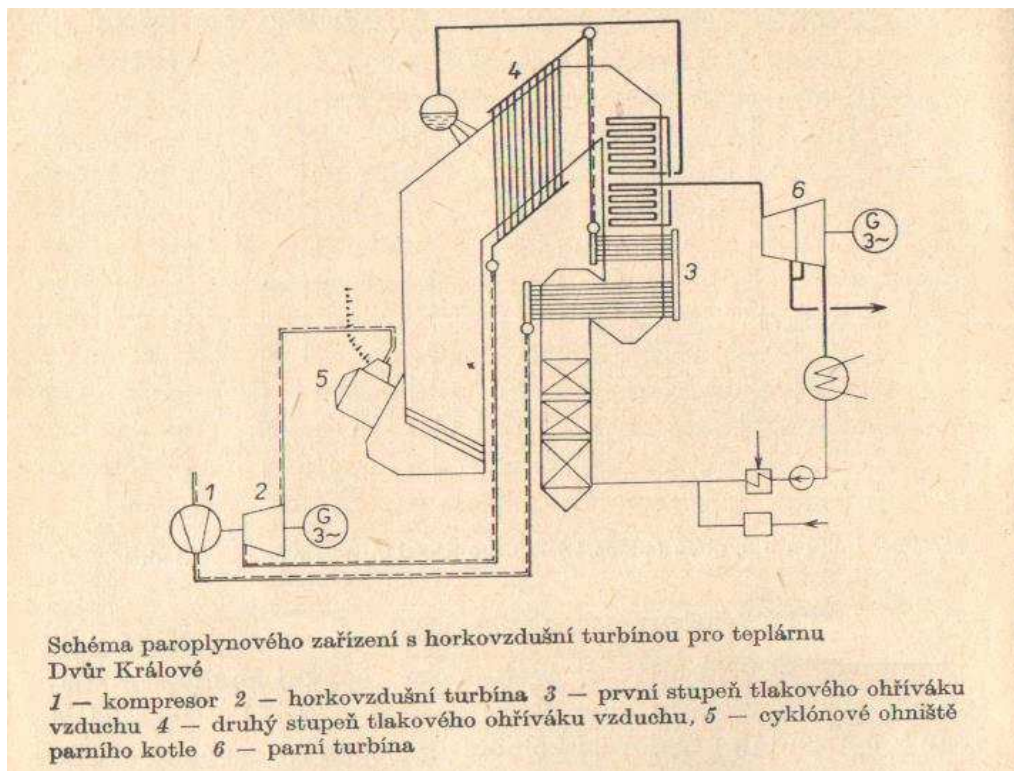 4
6
G
3~
3
5
1
2
G
3~
Schéma paroplynového zařízení s horkovzdušní turbínou pro teplárnu
Dvůr Králové
1 — kompresor 2 — horkovzdušní turbína 3 — první stupeň tlakového ohříváku
vzduchu 4 — druhý stupeň tlakového ohříváku vzduchu, 5 — cyklónové ohniště
parního kotle 6 — parní turbína